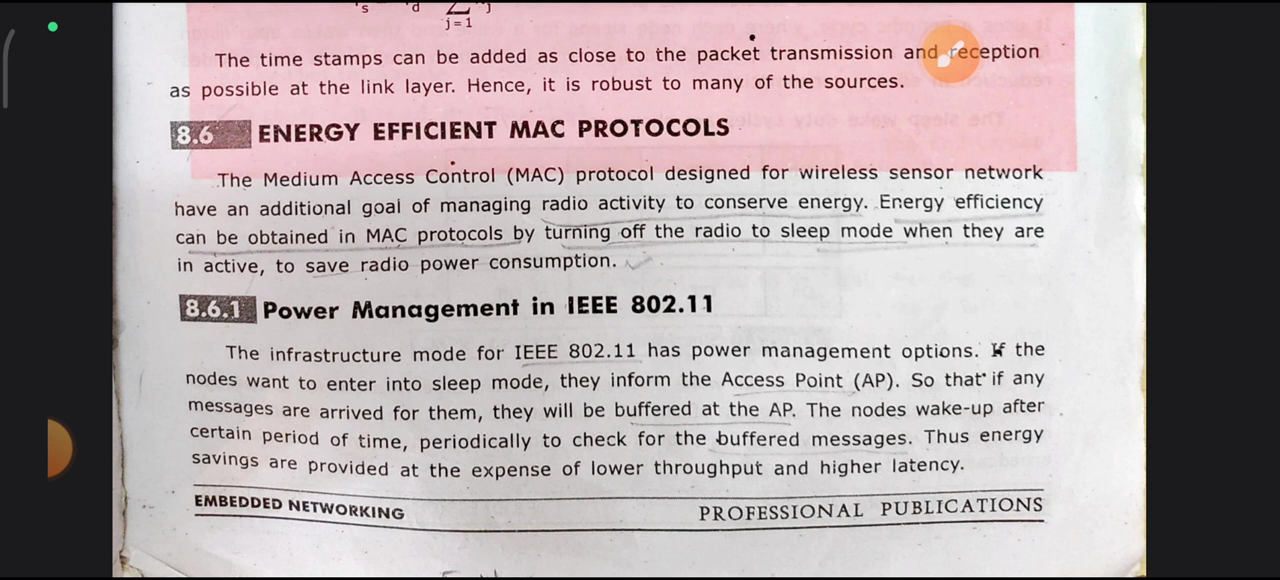 j=1
The time stamps can be added as close to the packet transmission and reception
as possible at the link layer. Hence, it is robust to many of the sources.
8.6 ENERGY EFFICIENT MAC PROTOCOLS
The Medium Access Control (MAC) protocol designed for wireless sensor network
have an additional goal of managing radio activity to conserve energy. Energy efficiency
can be obtained in MAC protocols by turning off the radio to sleep mode when they are
in active, to save radio power consumption.
8.6.1 Power Management in IEEE 802.11
The infrastructure mode for IEEE 802.11 has power management options. If the
nodes want to enter into sleep mode, they inform the Access Point (AP). So that if any
messages are arrived for them, they will be buffered at the AP. The nodes wake-up after
certain period of time, periodically to check for the buffered messages. Thus energy
savings are provided at the expense of lower throughput and higher latency.
EMBEDDED NETWORKING PROFESSIONAL PUBLICATIONS